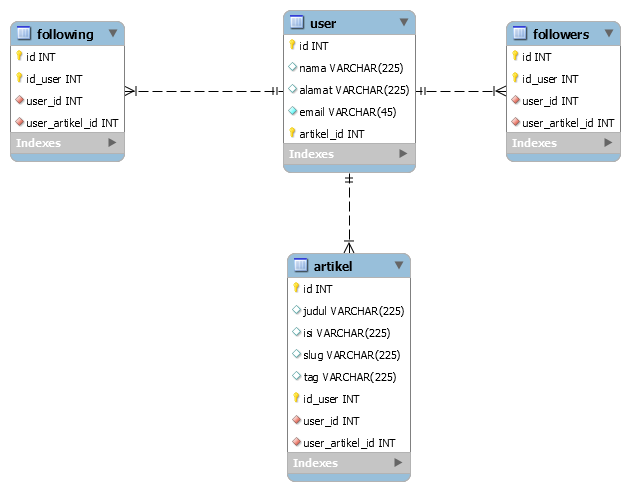 following
id INT
id_user INT
user_id INT
user_artikel_id INT
Indexes
user
id INT
nama VARCHAR(225)
alamat VARCHAR(225)
email VARCHAR(45)
artikel_id INT
Indexes
followers
id INT
id_user INT
user_id INT
user_artikel_id INT
Indexes
artikel
id INT
judul VARCHAR(225)
isi VARCHAR(225)
slug VARCHAR(225)
tag VARCHAR(225)
id_user INT
user_id INT
user_artikel_id INT
Indexes